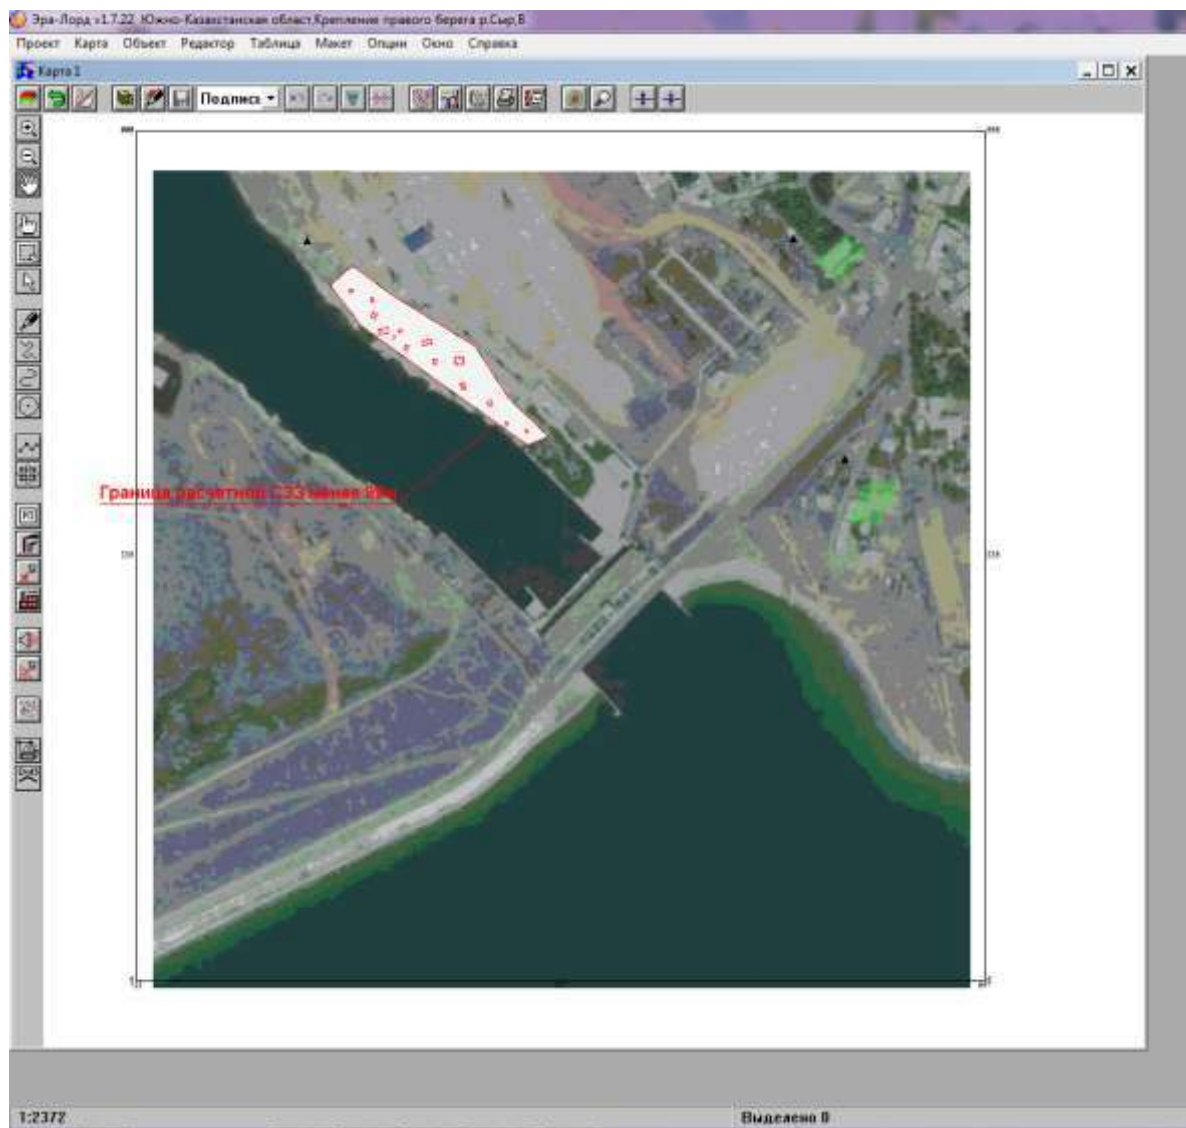 Эра-Лорд v1.7.22 Южно-Казахстанская област,Крепление правого берега р.Сыр,В
Проект Карта Объект Редактор Таблица Макет Опции Окно Справка
Карта 1
Подпись
Граница расчетной СЗЗ менее
1:2372
Выделено 0